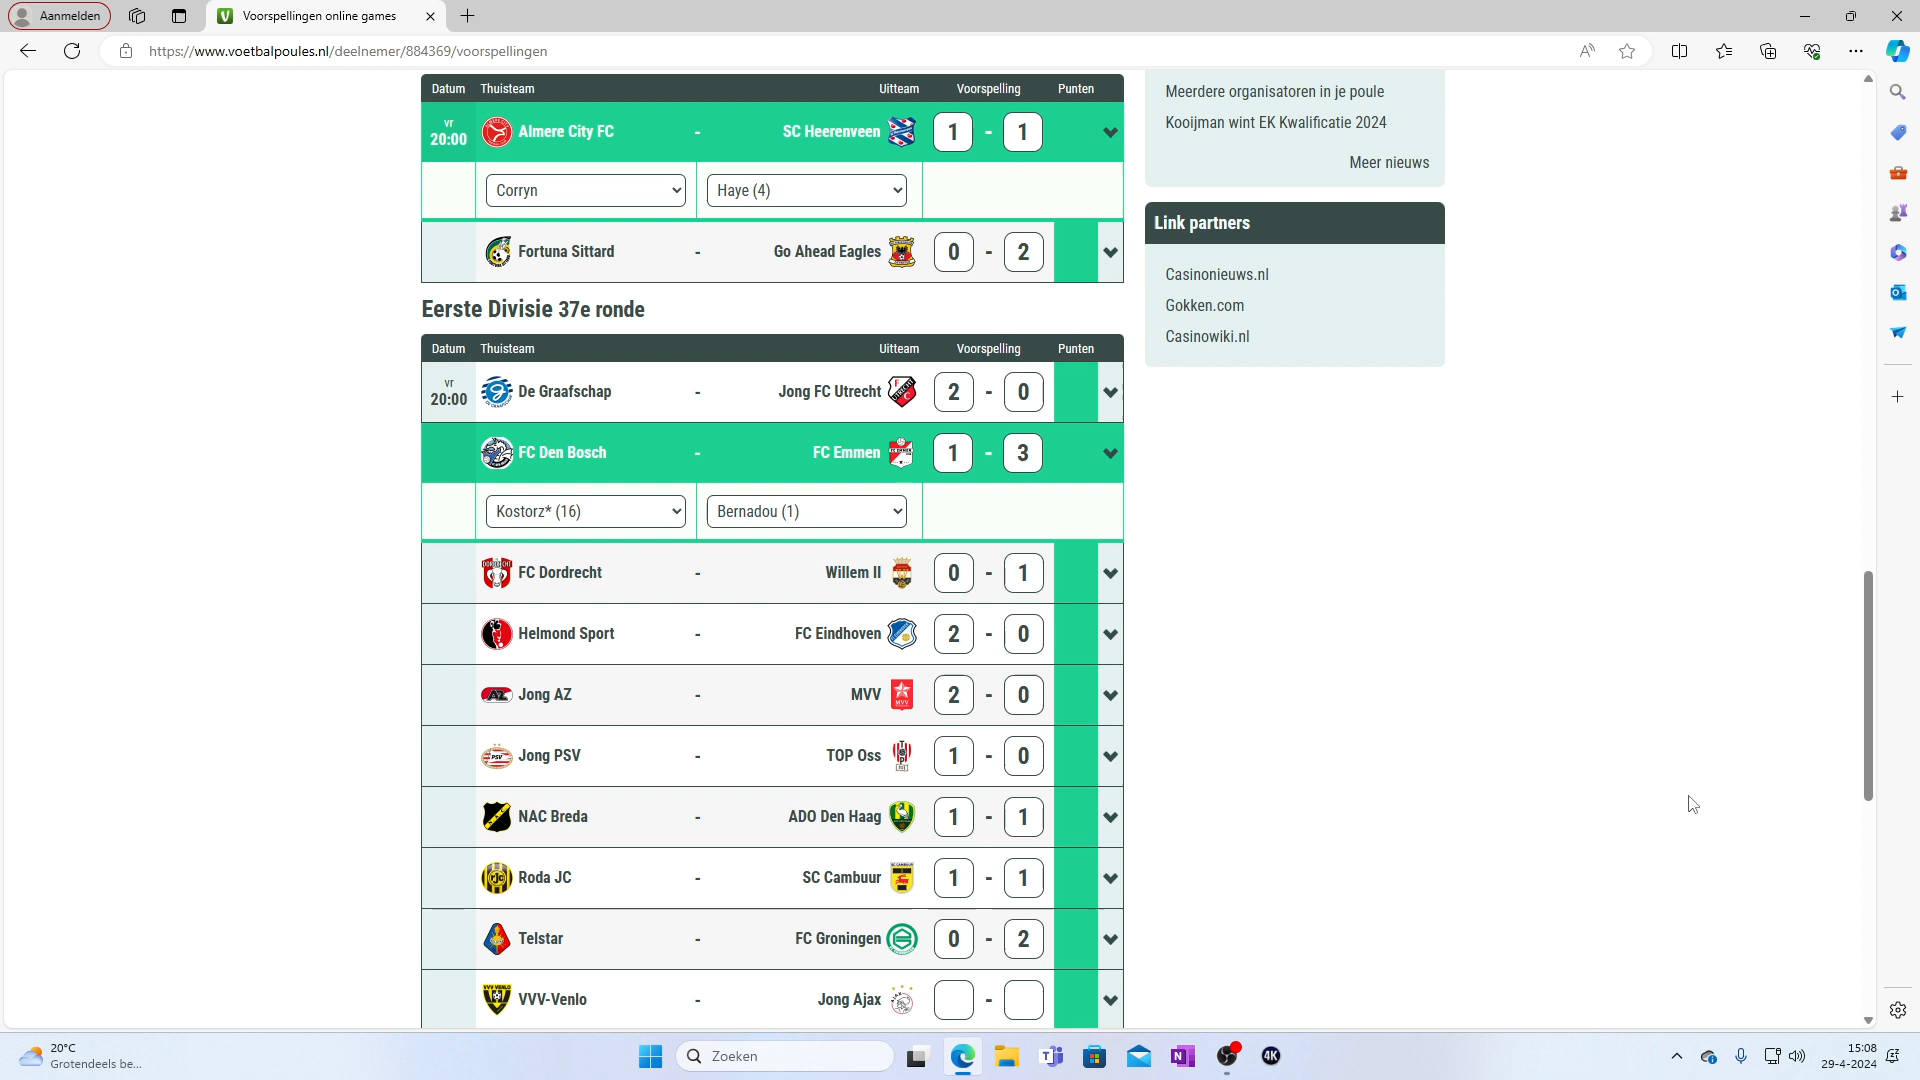 Aanmelden
Voorspellingen online games
https://www.voetbalpoules.nl/deelnemer/884369/voorspellingen
Datum Thuisteam Uitteam Voorspelling Punten
vr
20:00 Almere City FC - SC Heerenveen 1 - 1
Corryn Haye (4)
Fortuna Sittard - Go Ahead Eagles 0 - 2
Eerste Divisie 37e ronde
Datum Thuisteam Uitteam Voorspelling Punten
vr
20:00 De Graafschap - Jong FC Utrecht 2 - 0
FC Den Bosch - FC Emmen 1 - 3
Kostorz* (16) Bernadou (1)
FC Dordrecht - Willem II 0 - 1
Helmond Sport - FC Eindhoven 2 - 0
Jong AZ - MVV 2 - 0
Jong PSV - TOP Oss 1 - 0
NAC Breda - ADO Den Haag 1 - 1
Roda JC - SC Cambuur 1 - 1
Telstar - FC Groningen 0 - 2
VVV-Venlo - Jong Ajax -
Meerdere organisatoren in je poule
Kooijman wint EK Kwalificatie 2024
Meer nieuws
Link partners
Casinonieuws.nl
Gokken.com
Casinowiki.nl
20°C
Grotendeels be...
Zoeken
4K
15:08
29-4-2024